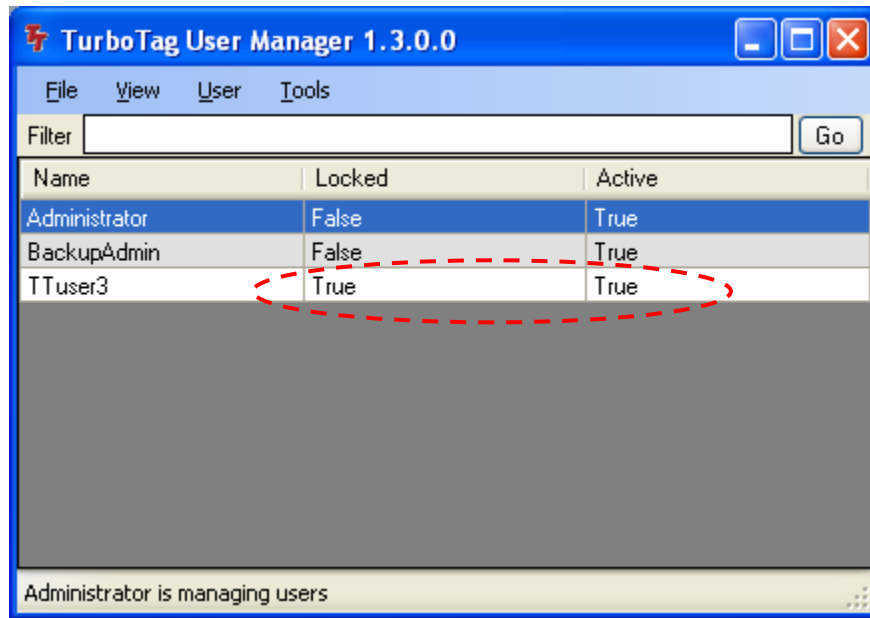 TT TurboTag User Manager 1.3.0.0
File View User Tools
Filter Go
Name Locked Active
Administrator False True
BackupAdmin False True
TTuser3 True True
Administrator is managing users